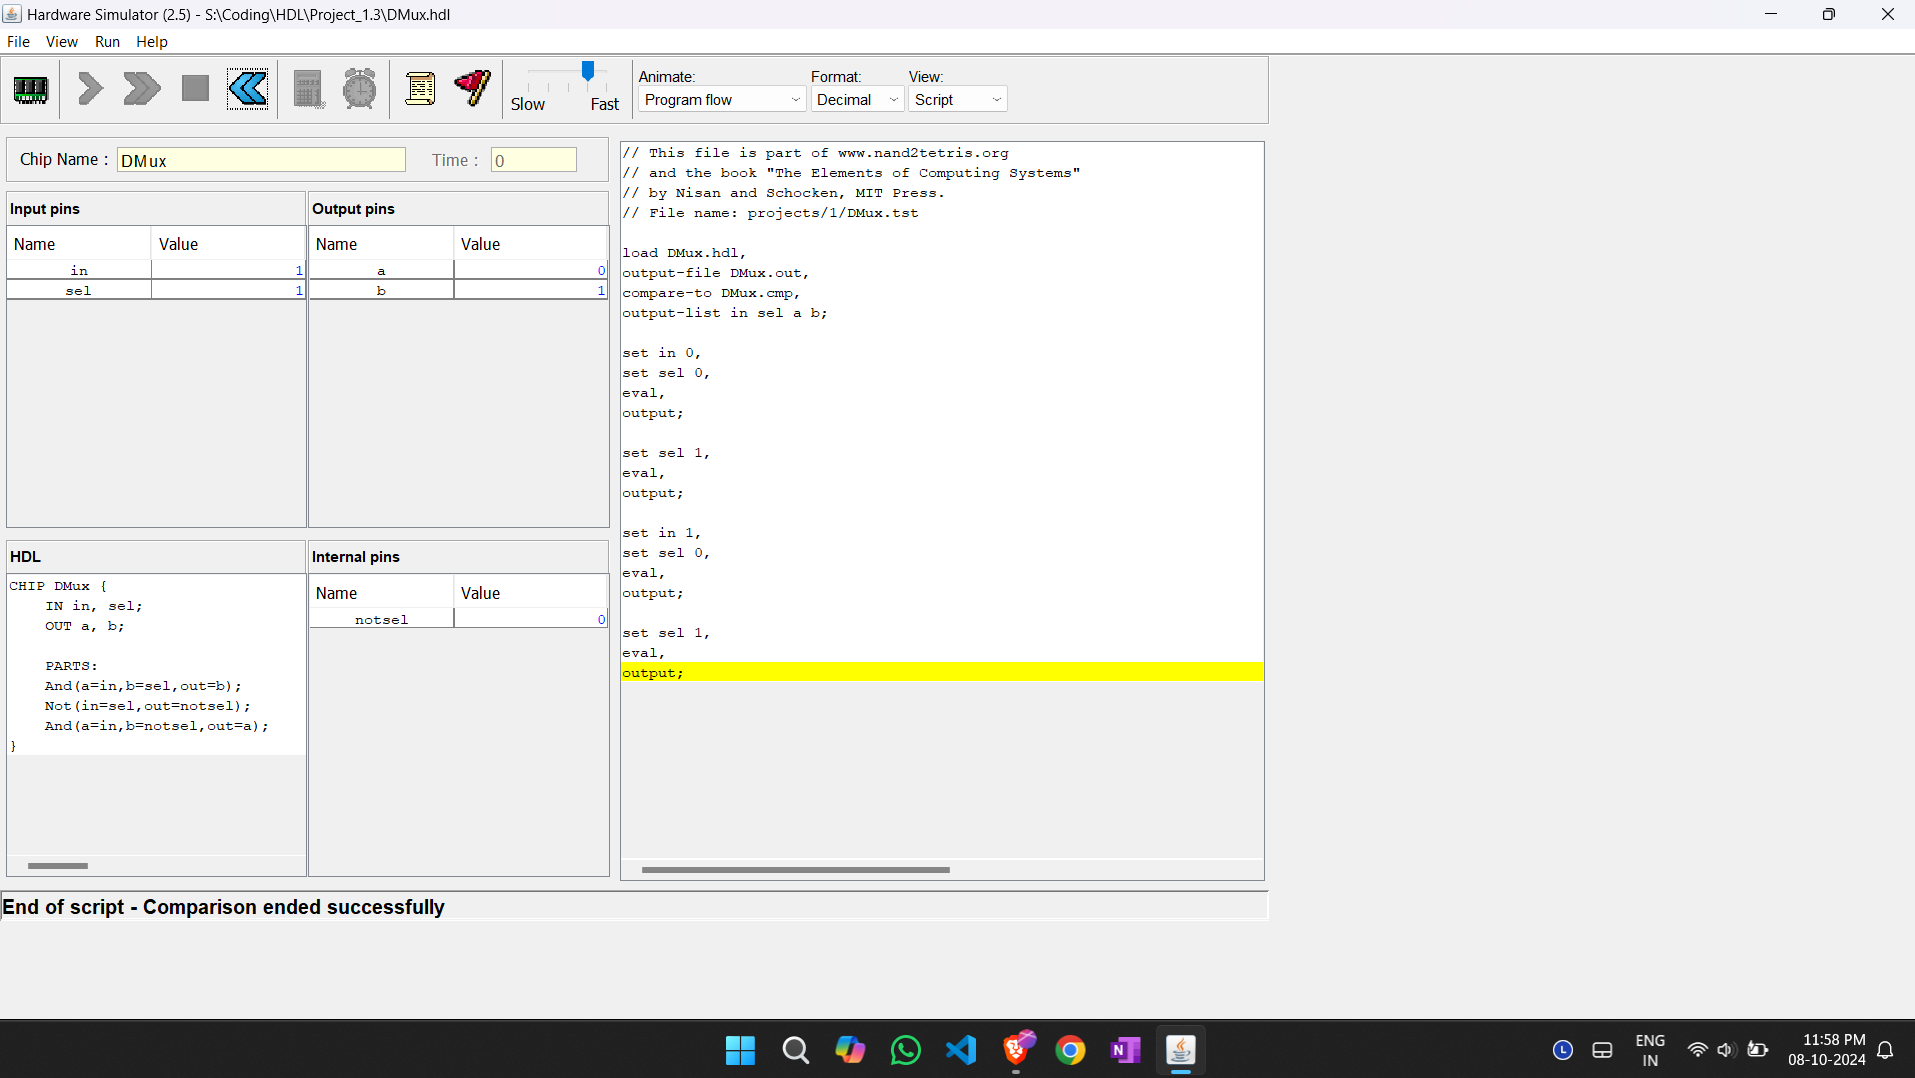 Hardware Simulator (2.5) - S:\Coding\HDL\Project_1.3\DMux.hdl
File View Run Help
Slow Fast
Animate: Format: View:
Program flow Decimal Script
Chip Name : DMux Time : 0
Input pins
Name Value
in 1
sel 1
Output pins
Name Value
a 0
b 1
HDL
CHIP DMux {
    IN in, sel;
    OUT a, b;

    PARTS:
    And(a=in,b=sel,out=b);
    Not(in=sel,out=notsel);
    And(a=in,b=notsel,out=a);
}
Internal pins
Name Value
notsel 0
// This file is part of www.nand2tetris.org
// and the book "The Elements of Computing Systems"
// by Nisan and Schocken, MIT Press.
// File name: projects/1/DMux.tst

load DMux.hdl,
output-file DMux.out,
compare-to DMux.cmp,
output-list in sel a b;

set in 0,
set sel 0,
eval,
output;

set sel 1,
eval,
output;

set in 1,
set sel 0,
eval,
output;

set sel 1,
eval,
output;
End of script - Comparison ended successfully
N
L
ENG
IN
11:58 PM
08-10-2024